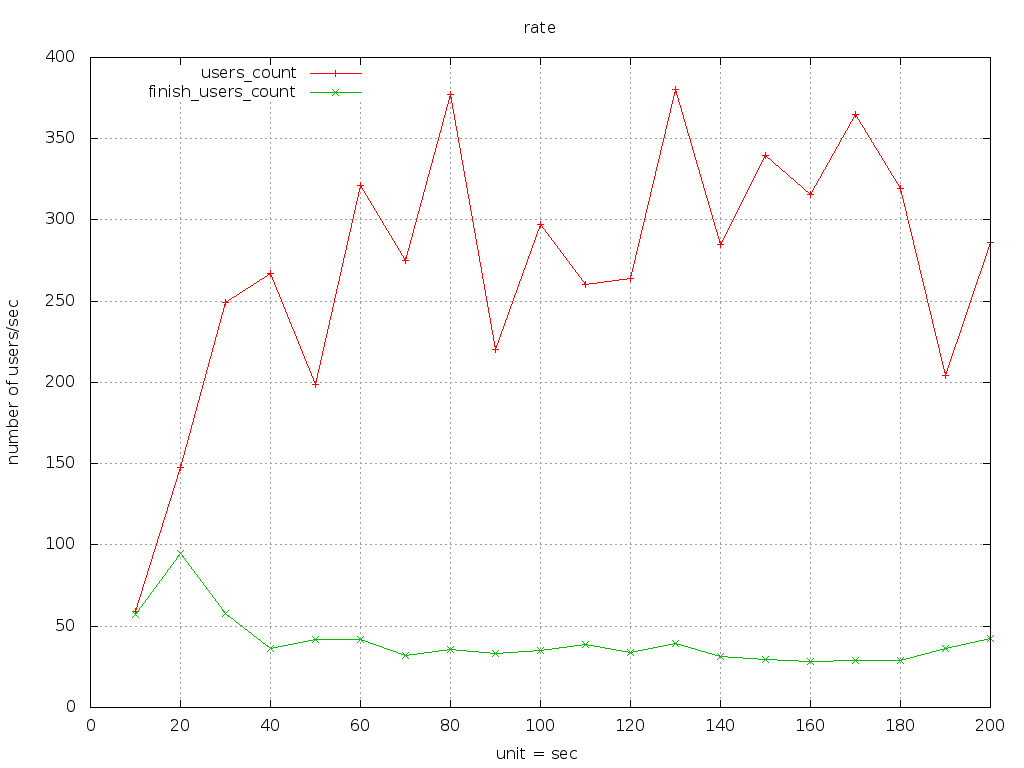 rate
users_count
finish_users_count
400
350
300
250
200
150
100
50
0
number of users/sec
0 20 40 60 80 100 120 140 160 180 200
unit = sec